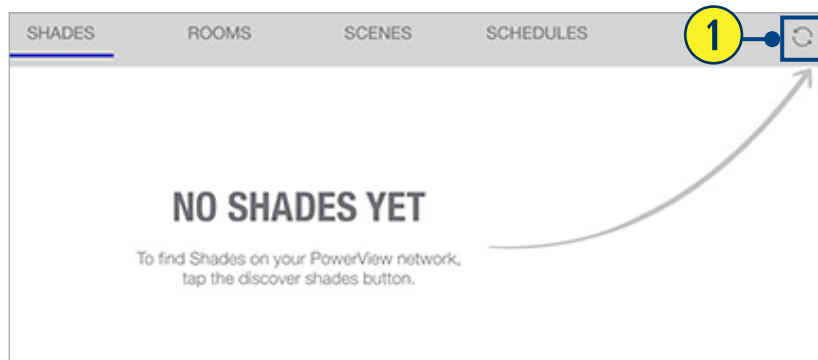 SHADES ROOMS SCENES SCHEDULES 1
NO SHADES YET
To find Shades on your PowerView network,
tap the discover shades button.